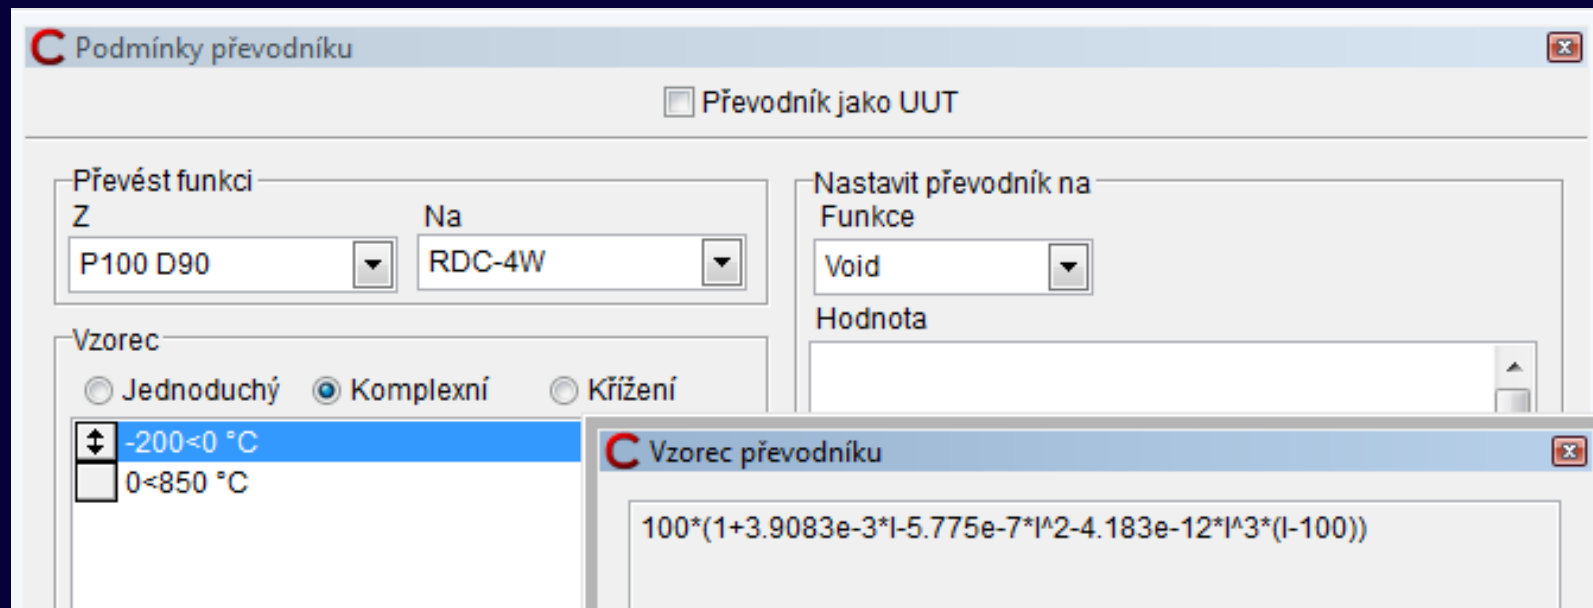 Podmínky převodníku
Převodník jako UUT
Převést funkci
Z Na
P100 D90 RDC-4W
Nastavit převodník na
Funkce
Void
Hodnota
Vzorec
Jednoduchý Komplexní Křížení
-200<0 °C
0<850 °C
Vzorec převodníku
100*(1+3.9083e-3*I-5.775e-7*I^2-4.183e-12*I^3*(I-100))